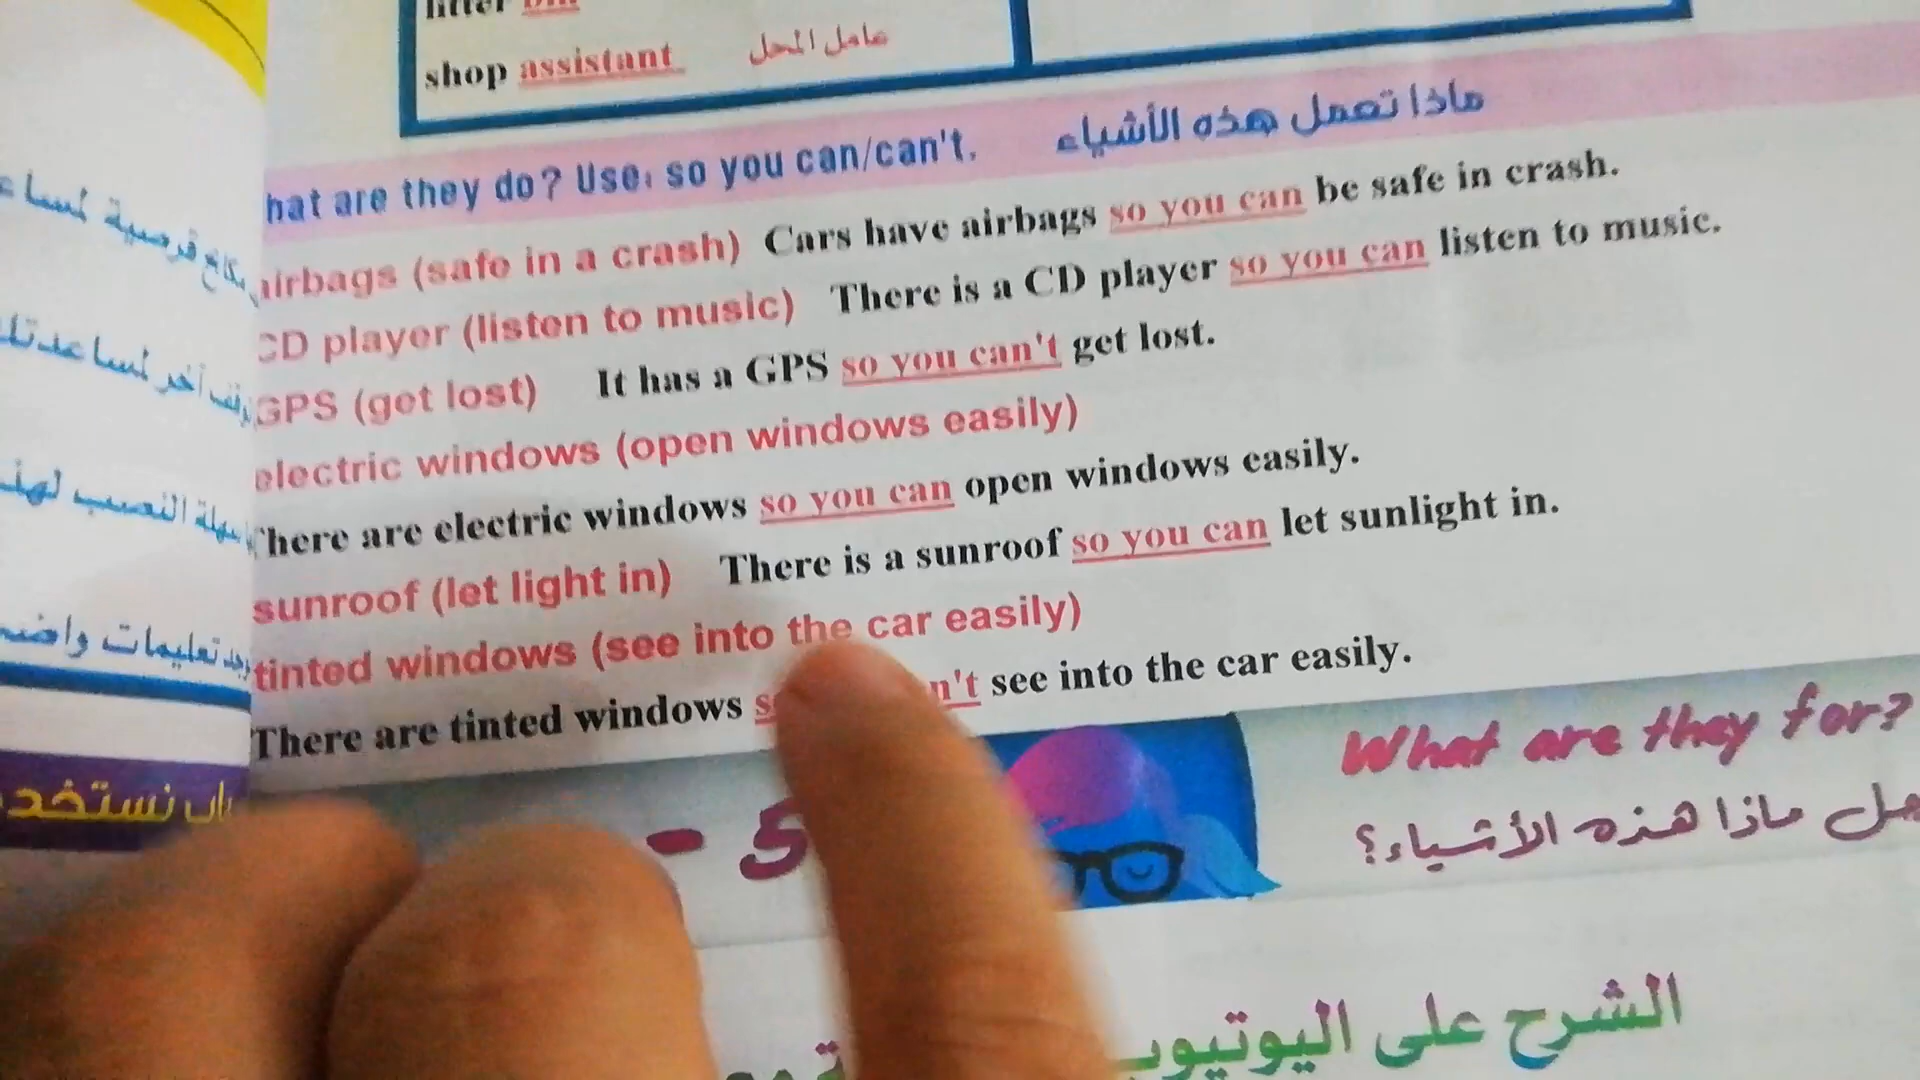 litter bin
shop assistant عامل المحل
hat are they do? Use: so you can/can't. ماذا تعمل هذه الأشياء
airbags (safe in a crash) Cars have airbags so you can be safe in crash.
CD player (listen to music) There is a CD player so you can listen to music.
GPS (get lost) It has a GPS so you can't get lost.
electric windows (open windows easily)
There are electric windows so you can open windows easily.
sunroof (let light in) There is a sunroof so you can let sunlight in.
tinted windows (see into the car easily)
There are tinted windows see into the car easily.
What are they for?
ماذا هذه الأشياء؟
- 5
الشرح على اليوتيوب